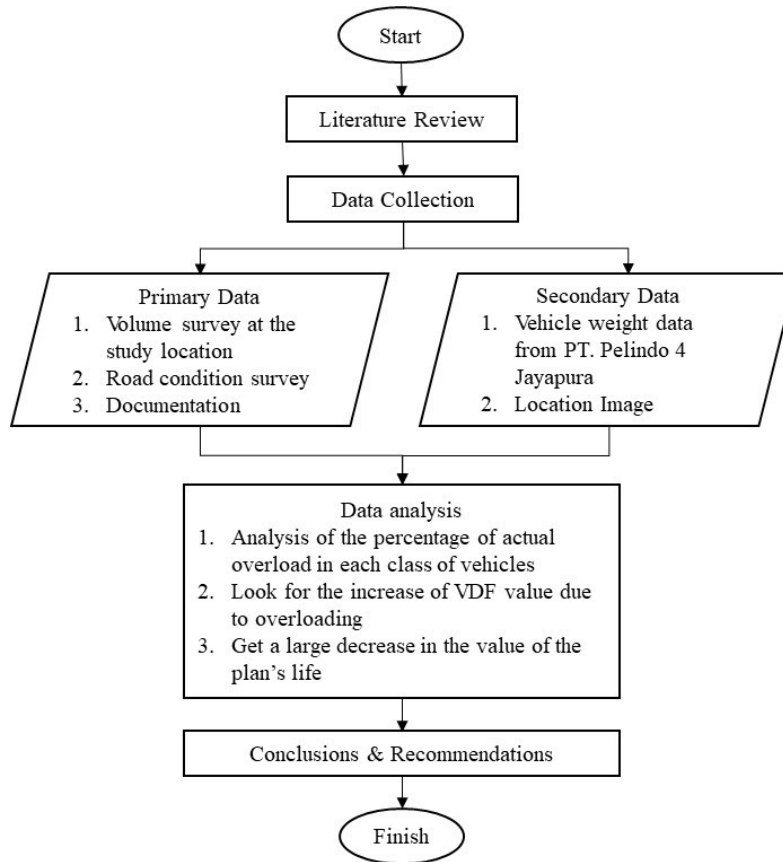 Start
Literature Review
Data Collection
Primary Data
1. Volume survey at the
study location
2. Road condition survey
3. Documentation
Secondary Data
1. Vehicle weight data
from PT. Pelindo 4
Jayapura
2. Location Image
Data analysis
1. Analysis of the percentage of actual
overload in each class of vehicles
2. Look for the increase of VDF value due
to overloading
3. Get a large decrease in the value of the
plan's life
Conclusions & Recommendations
Finish